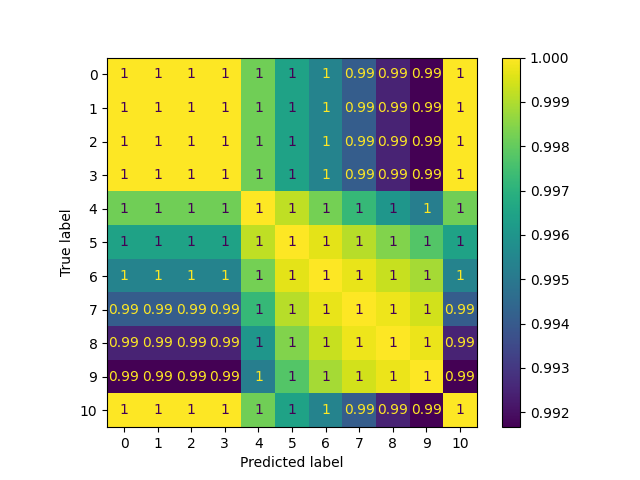 0 1 1 1 1 1 1 1 0.99 0.99 0.99 1
1 1 1 1 1 1 1 1 0.99 0.99 0.99 1
2 1 1 1 1 1 1 1 0.99 0.99 0.99 1
3 1 1 1 1 1 1 1 0.99 0.99 0.99 1
4 1 1 1 1 1 1 1 1 1 1 1
5 1 1 1 1 1 1 1 1 1 1 1
6 1 1 1 1 1 1 1 1 1 1 1
7 0.99 0.99 0.99 0.99 1 1 1 1 1 1 0.99
8 0.99 0.99 0.99 0.99 1 1 1 1 1 1 0.99
9 0.99 0.99 0.99 0.99 1 1 1 1 1 1 0.99
10 1 1 1 1 1 1 1 0.99 0.99 0.99 1
0 1 2 3 4 5 6 7 8 9 10
Predicted label
True label
1.000
0.999
0.998
0.997
0.996
0.995
0.994
0.993
0.992